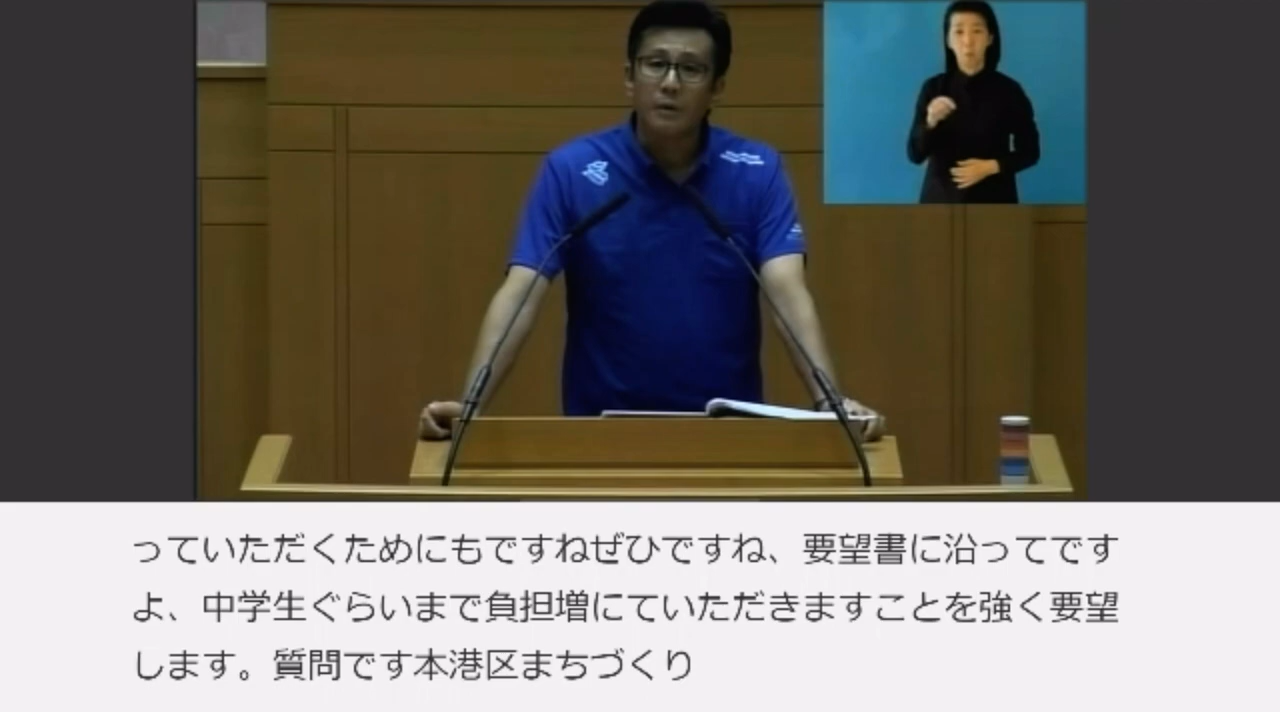 っていただくためにもですねぜひですね、要望書に沿ってです
よ、中学生ぐらいまで負担増にていただきますことを強く要望
します。質問です本港区まちづくり